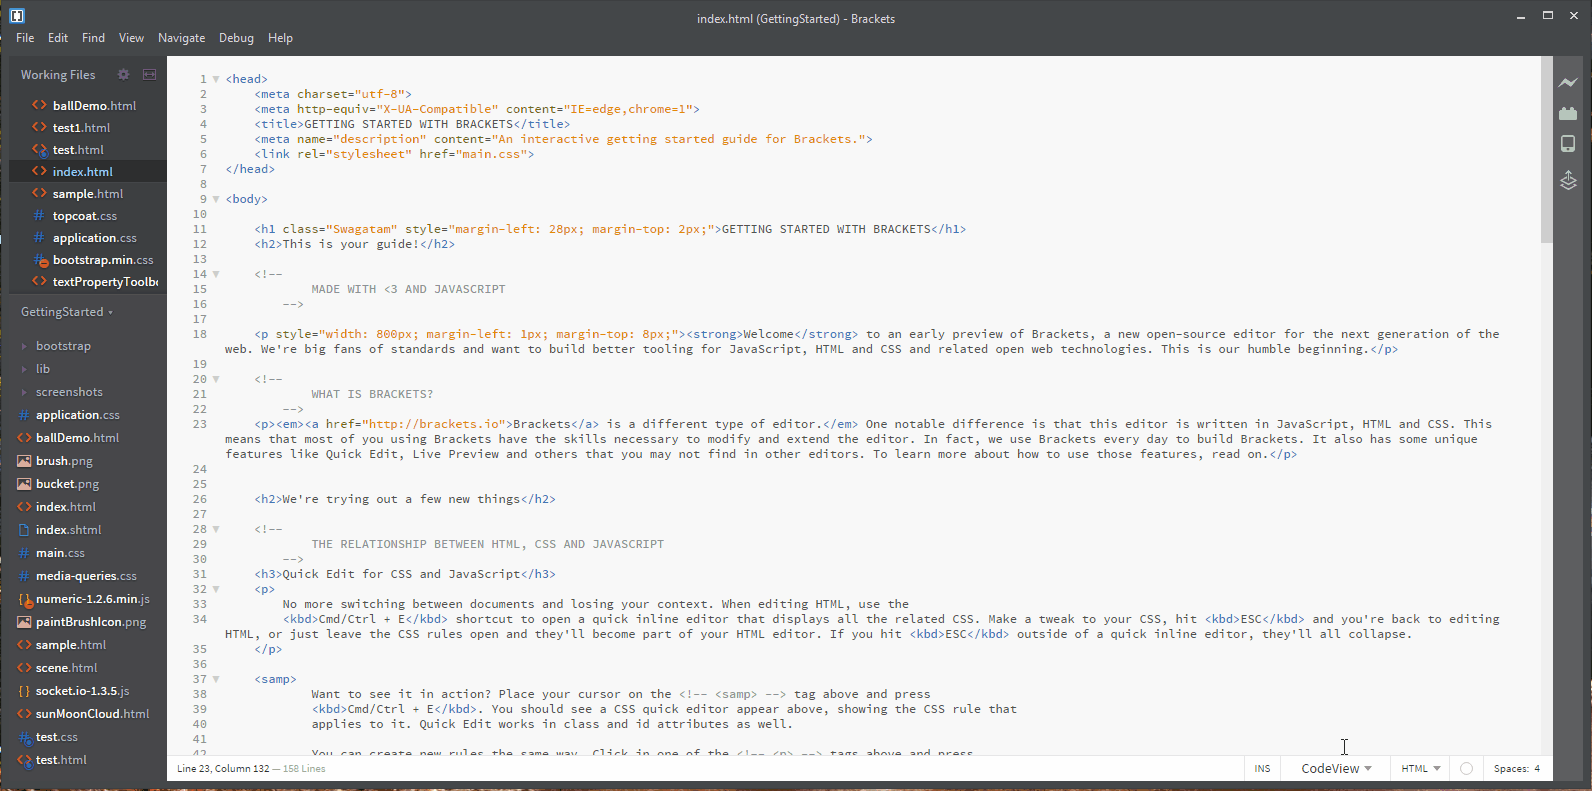 index.html (GettingStarted) - Brackets
File Edit Find View Navigate Debug Help
Working Files
ballDemo.html
test1.html
test.html
index.html
sample.html
topcoat.css
application.css
bootstrap.min.css
textPropertyToolb
GettingStarted
bootstrap
lib
screenshots
application.css
ballDemo.html
brush.png
bucket.png
index.html
index.shtml
main.css
media-queries.css
numeric-1.2.6.min.js
paintBrushIcon.png
sample.html
scene.html
socket.io-1.3.5.js
sunMoonCloud.html
test.css
test.html
1 <head>
2 <meta charset="utf-8">
3 <meta http-equiv="X-UA-Compatible" content="IE=edge,chrome=1">
4 <title>GETTING STARTED WITH BRACKETS</title>
5 <meta name="description" content="An interactive getting started guide for Brackets.">
6 <link rel="stylesheet" href="main.css">
7 </head>
8
9 <body>
10
11 <h1 class="Swagatam" style="margin-left: 28px; margin-top: 2px;">GETTING STARTED WITH BRACKETS</h1>
12 <h2>This is your guide!</h2>
13
14 <!--
15 MADE WITH <3 AND JAVASCRIPT
16 -->
17
18 <p style="width: 800px; margin-left: 1px; margin-top: 8px;"><strong>Welcome</strong> to an early preview of Brackets, a new open-source editor for the next generation of the
web. We're big fans of standards and want to build better tooling for JavaScript, HTML and CSS and related open web technologies. This is our humble beginning.</p>
19
20 <!--
21 WHAT IS BRACKETS?
22 -->
23 <p><em><a href="http://brackets.io">Brackets</a> is a different type of editor.</em> One notable difference is that this editor is written in JavaScript, HTML and CSS. This
means that most of you using Brackets have the skills necessary to modify and extend the editor. In fact, we use Brackets every day to build Brackets. It also has some unique
features like Quick Edit, Live Preview and others that you may not find in other editors. To learn more about how to use those features, read on.</p>
24
25
26 <h2>We're trying out a few new things</h2>
27
28 <!--
29 THE RELATIONSHIP BETWEEN HTML, CSS AND JAVASCRIPT
30 -->
31 <h3>Quick Edit for CSS and JavaScript</h3>
32 <p>
33 No more switching between documents and losing your context. When editing HTML, use the
34 <kbd>Cmd/Ctrl + E</kbd> shortcut to open a quick inline editor that displays all the related CSS. Make a tweak to your CSS, hit <kbd>ESC</kbd> and you're back to editing
HTML, or just leave the CSS rules open and they'll become part of your HTML editor. If you hit <kbd>ESC</kbd> outside of a quick inline editor, they'll all collapse.
35 </p>
36
37 <samp>
38 Want to see it in action? Place your cursor on the <!-- <samp> --> tag above and press
39 <kbd>Cmd/Ctrl + E</kbd>. You should see a CSS quick editor appear above, showing the CSS rule that
40 applies to it. Quick Edit works in class and id attributes as well.
41
42 You can create new rules the same way. Click in one of the <!-- <p> --> tags above and press
Line 23, Column 132 — 158 Lines
INS CodeView HTML Spaces: 4